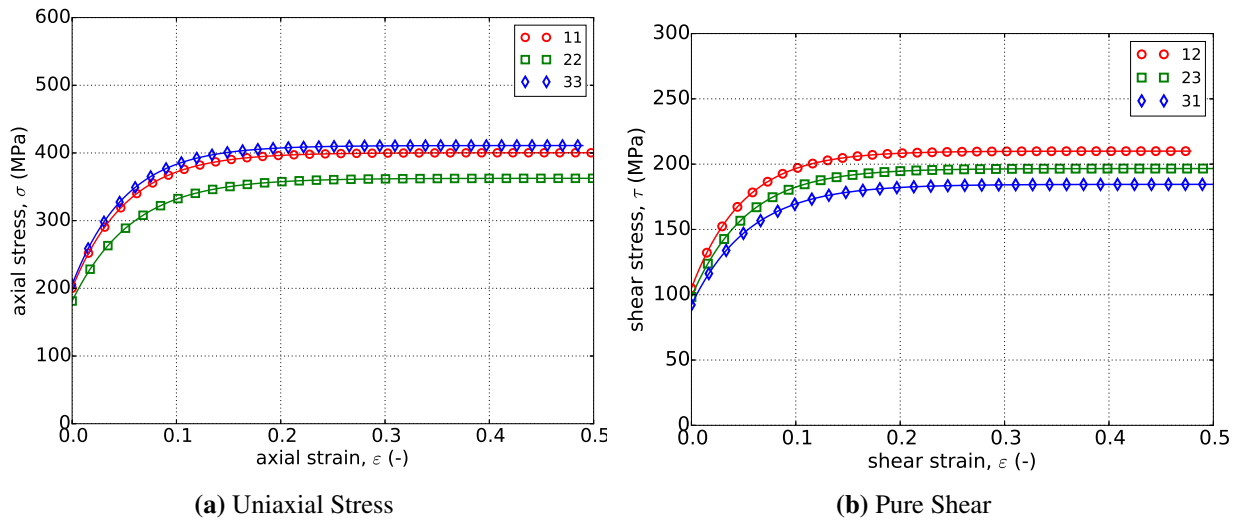 600
500
400
300
200
100
0
0.0 0.1 0.2 0.3 0.4 0.5
axial stress, σ (MPa)
axial strain, ε (-)
11
22
33
(a) Uniaxial Stress
300
250
200
150
100
50
0
0.0 0.1 0.2 0.3 0.4 0.5
shear stress, τ (MPa)
shear strain, ε (-)
12
23
31
(b) Pure Shear